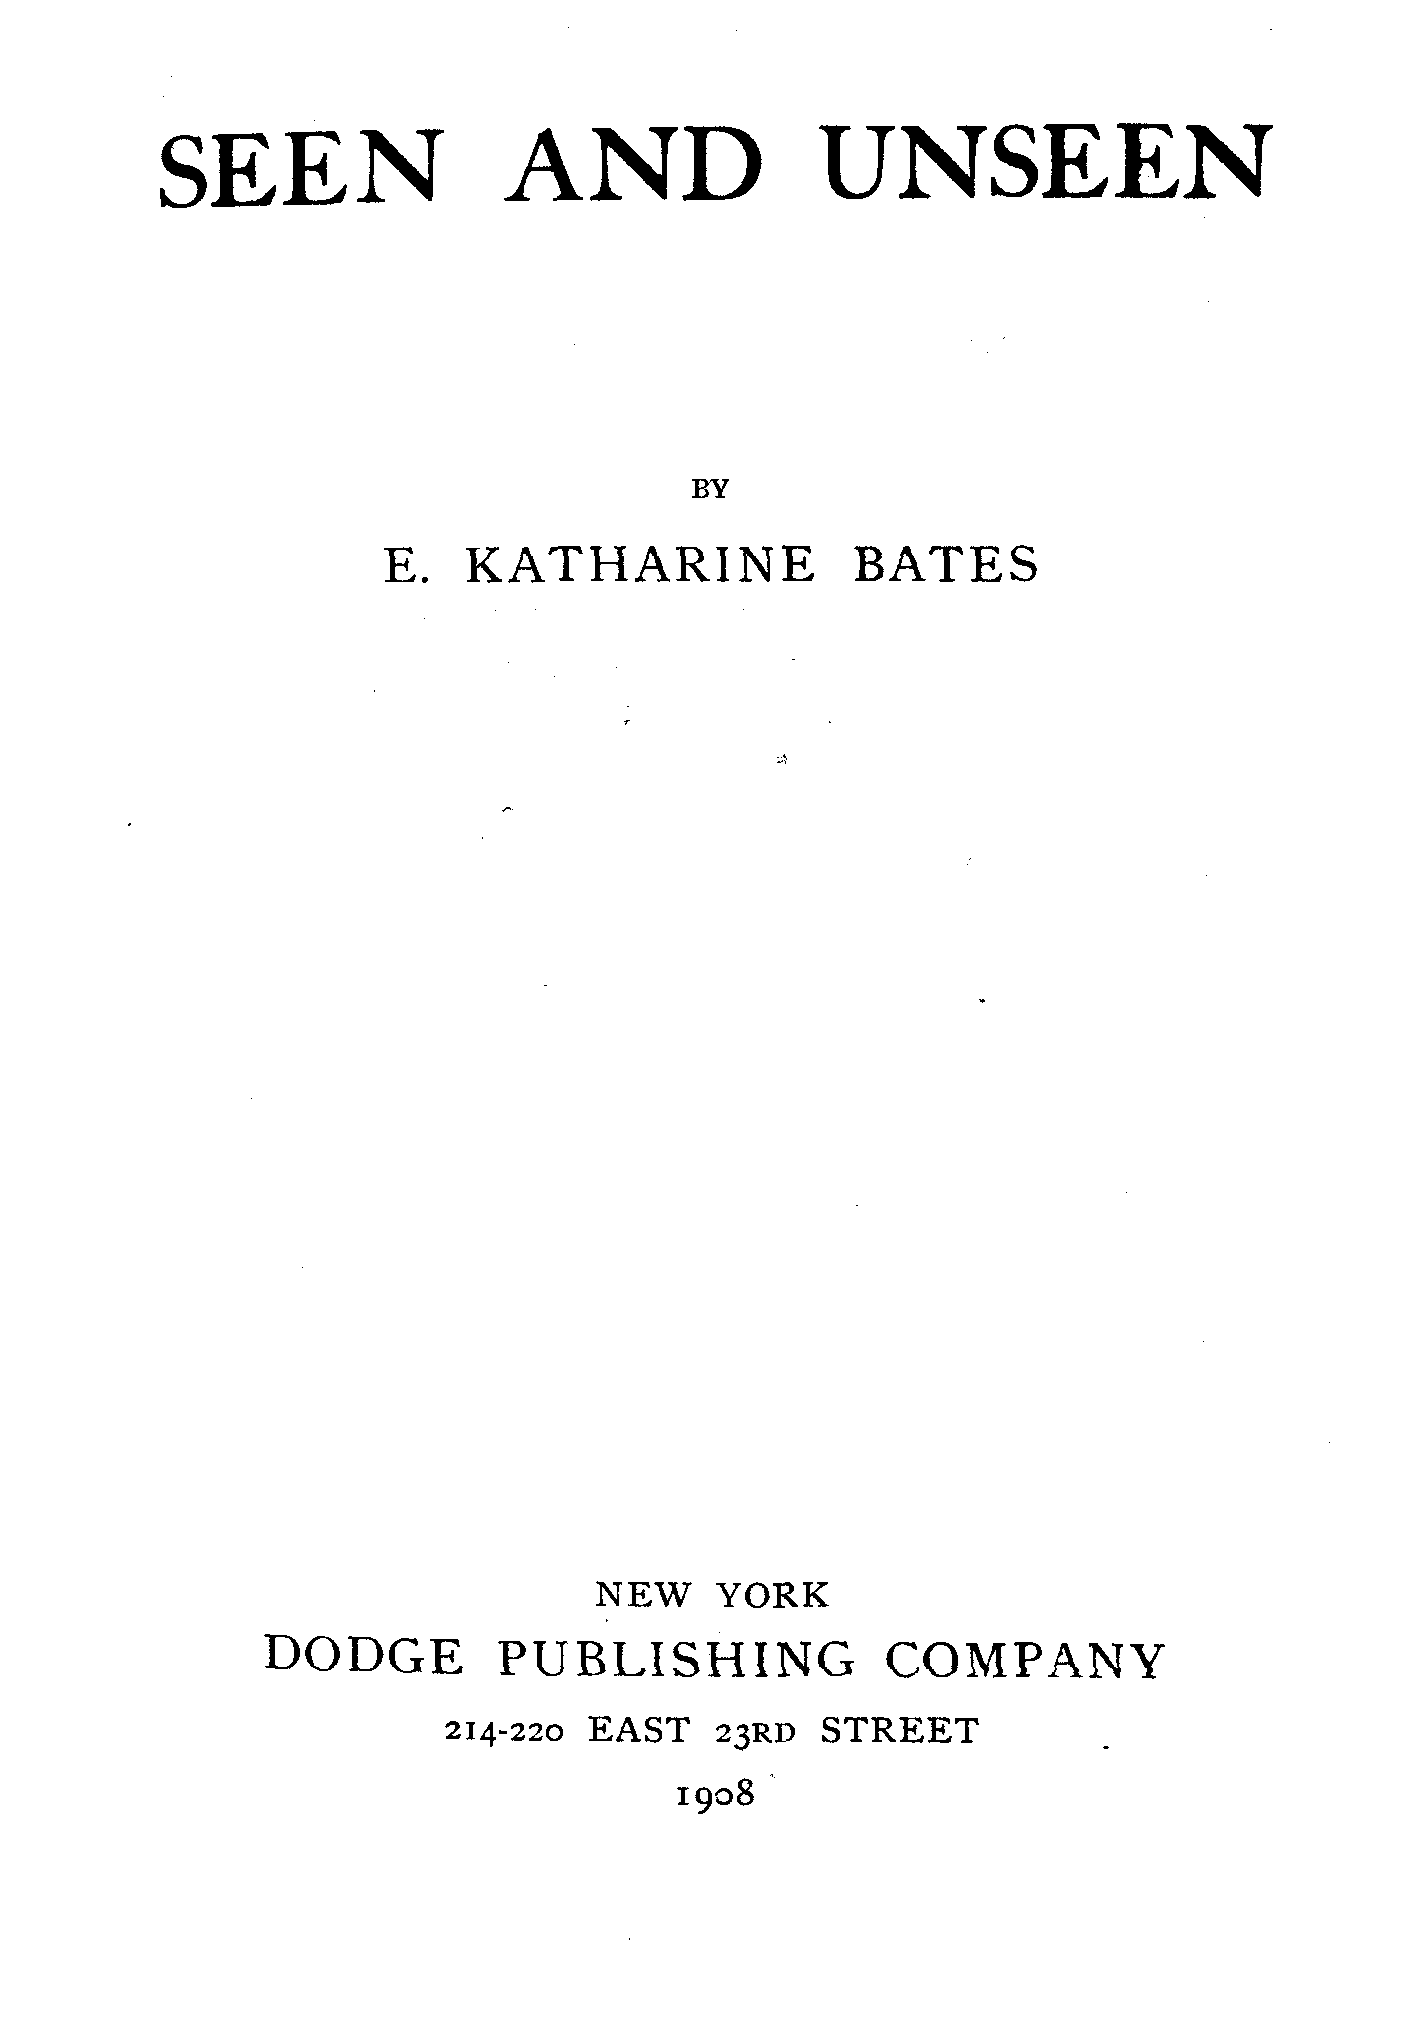 SEEN AND UNSEEN
BY
E. KATHARINE BATES
NEW YORK
DODGE PUBLISHING COMPANY
214-220 EAST 23RD STREET
1908